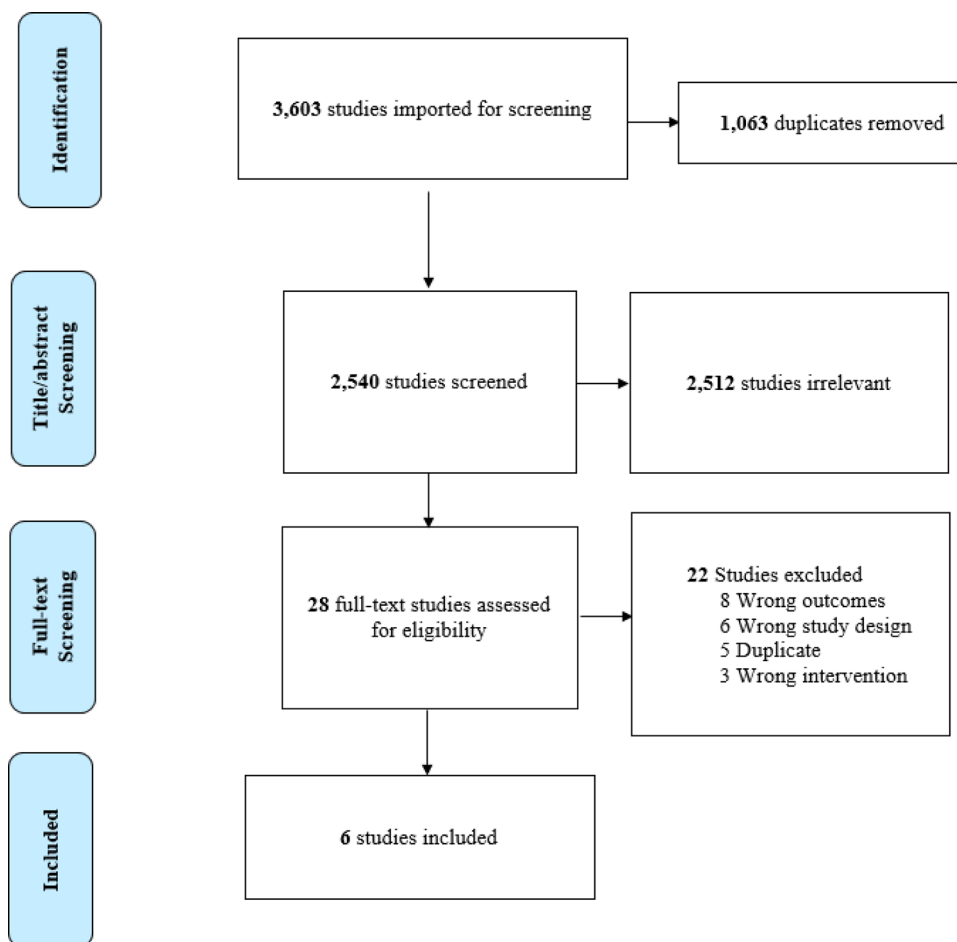 Identification
3,603 studies imported for screening
1,063 duplicates removed
Title/abstract
Screening
2,540 studies screened
2,512 studies irrelevant
Full-text
Screening
28 full-text studies assessed
for eligibility
22 Studies excluded
8 Wrong outcomes
6 Wrong study design
5 Duplicate
3 Wrong intervention
Included
6 studies included